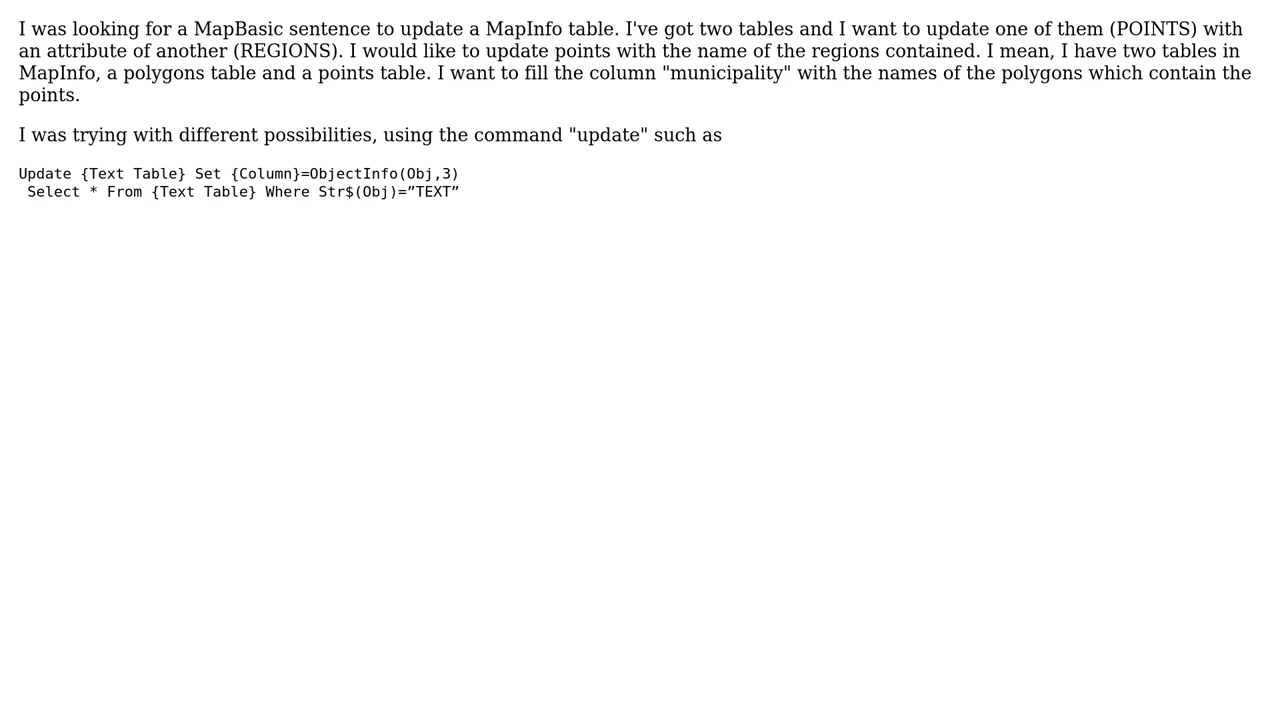 I was looking for a MapBasic sentence to update a MapInfo table. I've got two tables and I want to update one of them (POINTS) with
an attribute of another (REGIONS). I would like to update points with the name of the regions contained. I mean, I have two tables in
MapInfo, a polygons table and a points table. I want to fill the column "municipality" with the names of the polygons which contain the
points.
I was trying with different possibilities, using the command "update" such as
Update {Text Table} Set {Column}=ObjectInfo(Obj,3)
Select * From {Text Table} Where Str$(Obj)=”TEXT”